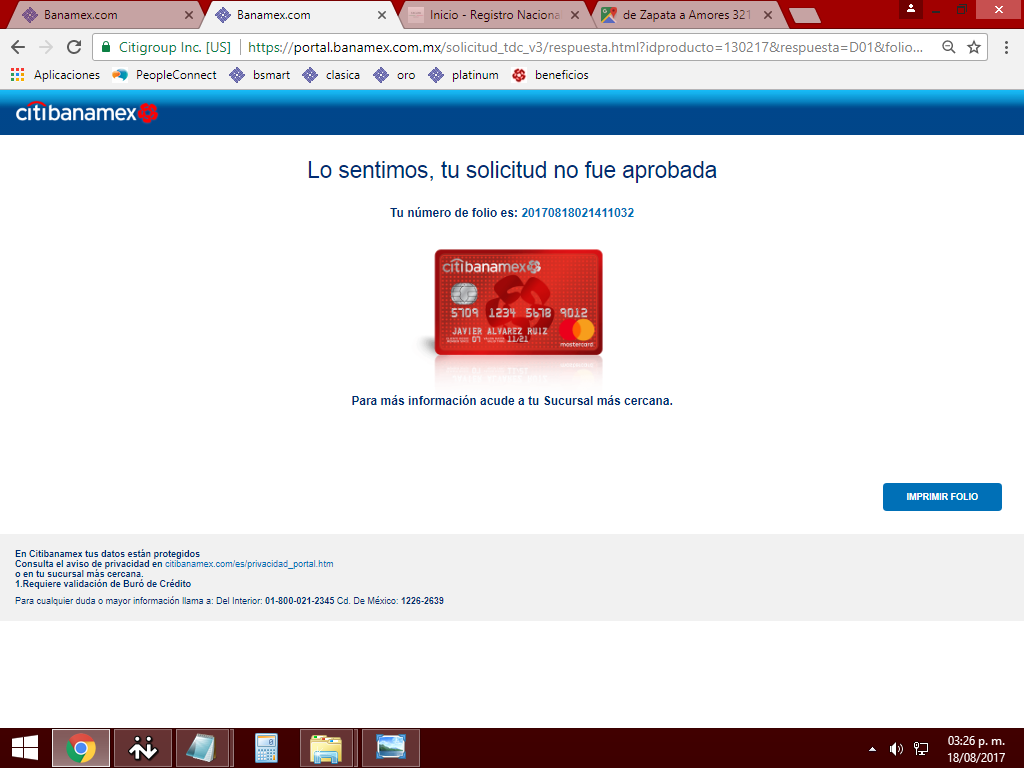 Banamex.com
Banamex.com
Inicio - Registro Naciona
de Zapata a Amores 321
Citigroup Inc. [US]
https://portal.banamex.com.mx/solicitud_tdc_v3/respuesta.html?idproducto=130217&respuesta=D01&folio...
Aplicaciones
PeopleConnect
bsmart
clasica
oro
platinum
beneficios
citibanamex
Lo sentimos, tu solicitud no fue aprobada
Tu número de folio es: 20170818021411032
citibanamex
5709 1234 5678 9012
07 11/21
JAVIER ALVAREZ RUIZ
mastercard
Para más información acude a tu Sucursal más cercana.
IMPRIMIR FOLIO
En Citibanamex tus datos están protegidos
Consulta el aviso de privacidad en citibanamex.com/es/privacidad_portal.htm
o en tu sucursal más cercana.
1.Requiere validación de Buró de Crédito
Para cualquier duda o mayor información llama a: Del Interior: 01-800-021-2345 Cd. De México: 1226-2639
03:26 p. m.
18/08/2017